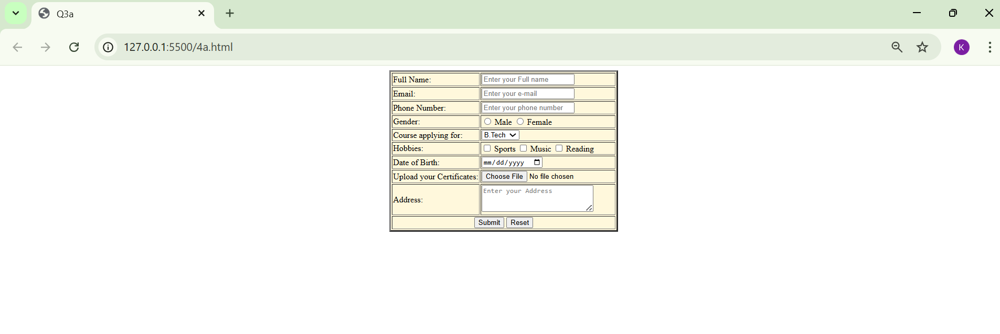 Q3a
127.0.0.1:5500/4a.html
K
Full Name: Enter your Full name
Email: Enter your e-mail
Phone Number: Enter your phone number
Gender: Male Female
Course applying for: B.Tech
Hobbies: Sports Music Reading
Date of Birth: mm/dd/yyyy
Upload your Certificates: Choose File No file chosen
Address: Enter your Address
Submit Reset